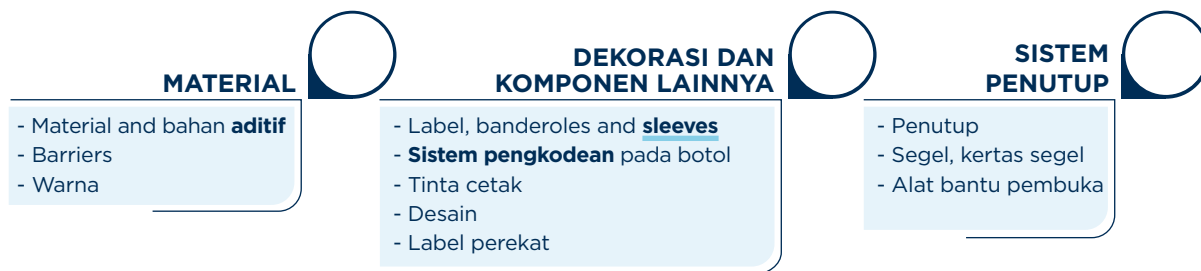 MATERIAL
- Material and bahan aditif
- Barriers
- Warna
DEKORASI DAN
KOMPONEN LAINNYA
- Label, banderoles and sleeves
- Sistem pengkodean pada botol
- Tinta cetak
- Desain
- Label perekat
SISTEM
PENUTUP
- Penutup
- Segel, kertas segel
- Alat bantu pembuka